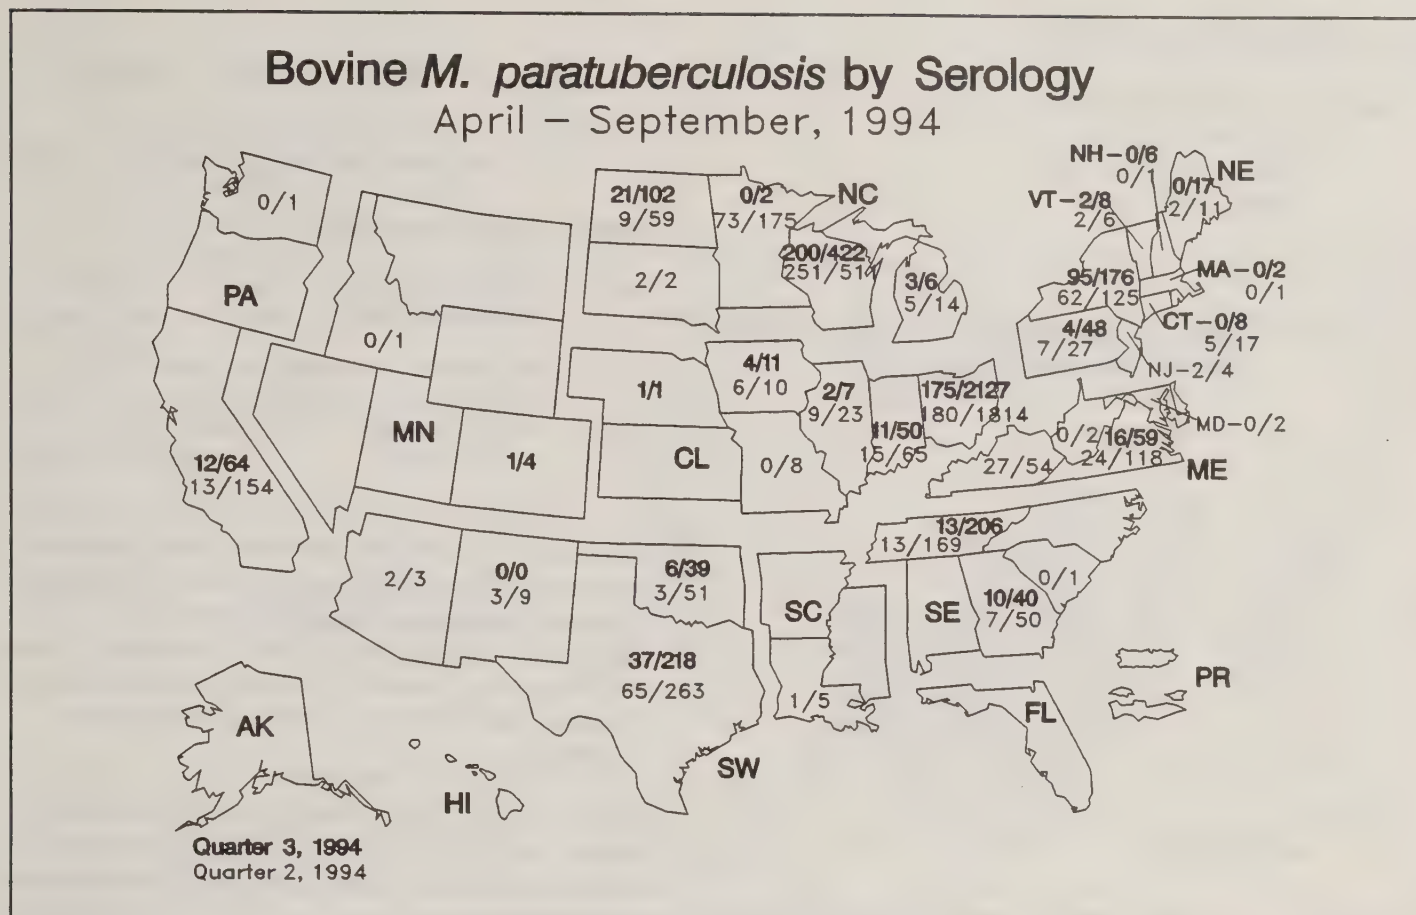 Bovine M. paratuberculosis by Serology
April – September, 1994
NH–0/6
0/1
NE
VT–2/8
2/6
0/17
2/11
0/1
21/102
9/59
0/2
73/175
NC
200/422
251/511
3/6
5/14
95/176
62/125
MA–0/2
0/1
PA
2/2
4/48
7/27
CT–0/8
5/17
NJ–2/4
0/1
1/1
4/11
6/10
2/7
9/23
11/50
15/65
175/2127
180/1814
MD–0/2
0/2
16/59
24/118
ME
MN
12/64
13/154
1/4
CL
0/8
27/54
13/206
13/169
2/3
0/0
3/9
6/39
3/51
SC
SE
10/40
7/50
0/1
37/218
65/263
1/5
PR
AK
HI
SW
FL
Quarter 3, 1994
Quarter 2, 1994